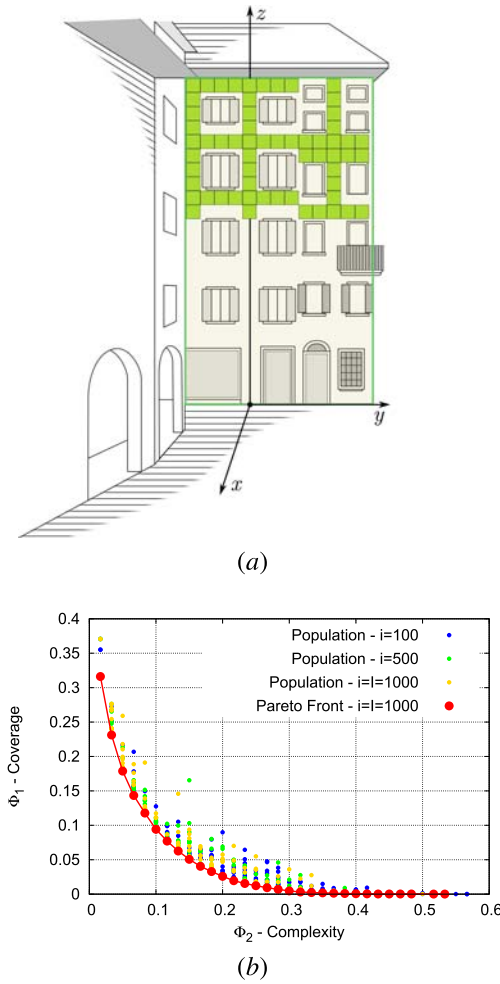 z
y
x
(a)
0.4
0.35
0.3
0.25
0.2
0.15
0.1
0.05
0
Φ1 - Coverage
Population - i=100
Population - i=500
Population - i=I=1000
Pareto Front - i=I=1000
0 0.1 0.2 0.3 0.4 0.5 0.6
Φ2 - Complexity
(b)